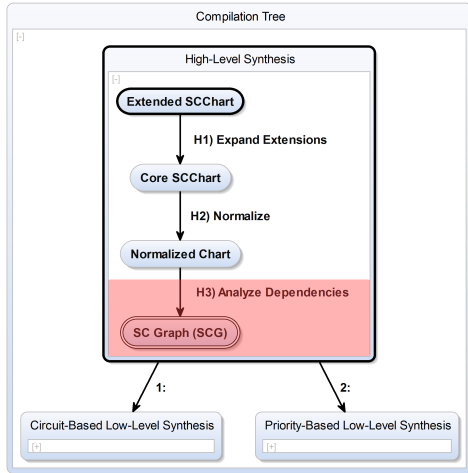 Compilation Tree
[-]
High-Level Synthesis
[-]
Extended SCChart
H1) Expand Extensions
Core SCChart
H2) Normalize
Normalized Chart
H3) Analyze Dependencies
SC Graph (SCG)
1:
2:
Circuit-Based Low-Level Synthesis
[+]
Priority-Based Low-Level Synthesis
[+]